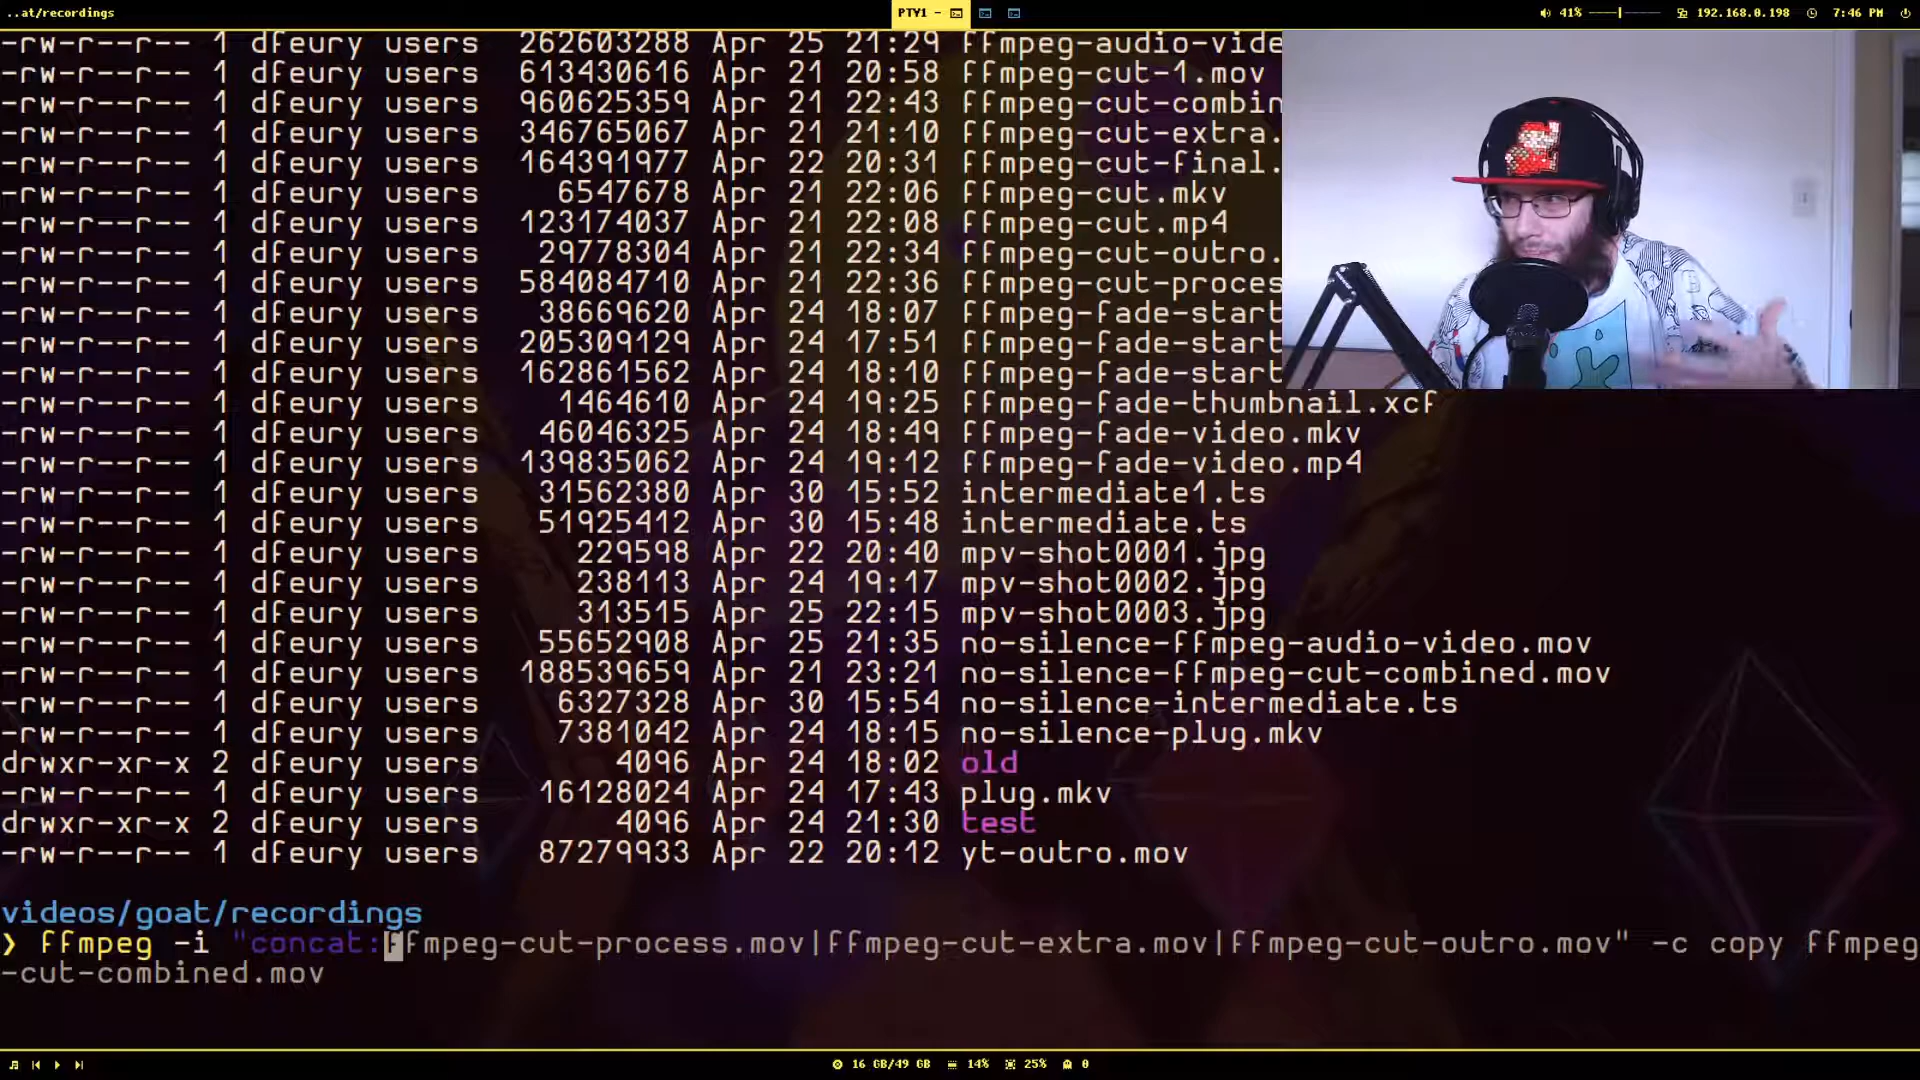 ..at/recordings
PTY1 -
41%
192.168.0.198
7:46 PM
-rw-r--r-- 1 dfeury users 262603288 Apr 25 21:29 ffmpeg-audio-vide
-rw-r--r-- 1 dfeury users 613430616 Apr 21 20:58 ffmpeg-cut-1.mov
-rw-r--r-- 1 dfeury users 960625359 Apr 21 22:43 ffmpeg-cut-combin
-rw-r--r-- 1 dfeury users 346765067 Apr 21 21:10 ffmpeg-cut-extra.
-rw-r--r-- 1 dfeury users 164391977 Apr 22 20:31 ffmpeg-cut-final.
-rw-r--r-- 1 dfeury users 6547678 Apr 21 22:06 ffmpeg-cut.mkv
-rw-r--r-- 1 dfeury users 123174037 Apr 21 22:08 ffmpeg-cut.mp4
-rw-r--r-- 1 dfeury users 29778304 Apr 21 22:34 ffmpeg-cut-outro.
-rw-r--r-- 1 dfeury users 584084710 Apr 21 22:36 ffmpeg-cut-proces
-rw-r--r-- 1 dfeury users 38669620 Apr 24 18:07 ffmpeg-fade-start
-rw-r--r-- 1 dfeury users 205309129 Apr 24 17:51 ffmpeg-fade-start
-rw-r--r-- 1 dfeury users 162861562 Apr 24 18:10 ffmpeg-fade-start
-rw-r--r-- 1 dfeury users 1464610 Apr 24 19:25 ffmpeg-fade-thumbnail.xcf
-rw-r--r-- 1 dfeury users 46046325 Apr 24 18:49 ffmpeg-fade-video.mkv
-rw-r--r-- 1 dfeury users 139835062 Apr 24 19:12 ffmpeg-fade-video.mp4
-rw-r--r-- 1 dfeury users 31562380 Apr 30 15:52 intermediate1.ts
-rw-r--r-- 1 dfeury users 51925412 Apr 30 15:48 intermediate.ts
-rw-r--r-- 1 dfeury users 229598 Apr 22 20:40 mpv-shot0001.jpg
-rw-r--r-- 1 dfeury users 238113 Apr 24 19:17 mpv-shot0002.jpg
-rw-r--r-- 1 dfeury users 313515 Apr 25 22:15 mpv-shot0003.jpg
-rw-r--r-- 1 dfeury users 55652908 Apr 25 21:35 no-silence-ffmpeg-audio-video.mov
-rw-r--r-- 1 dfeury users 188539659 Apr 21 23:21 no-silence-ffmpeg-cut-combined.mov
-rw-r--r-- 1 dfeury users 6327328 Apr 30 15:54 no-silence-intermediate.ts
-rw-r--r-- 1 dfeury users 7381042 Apr 24 18:15 no-silence-plug.mkv
drwxr-xr-x 2 dfeury users 4096 Apr 24 18:02 old
-rw-r--r-- 1 dfeury users 16128024 Apr 24 17:43 plug.mkv
drwxr-xr-x 2 dfeury users 4096 Apr 24 21:30 test
-rw-r--r-- 1 dfeury users 87279933 Apr 22 20:12 yt-outro.mov
videos/goat/recordings
❯ ffmpeg -i "concat:ffmpeg-cut-process.mov|ffmpeg-cut-extra.mov|ffmpeg-cut-outro.mov" -c copy ffmpeg
-cut-combined.mov
16 GB/49 GB
14%
25%
0